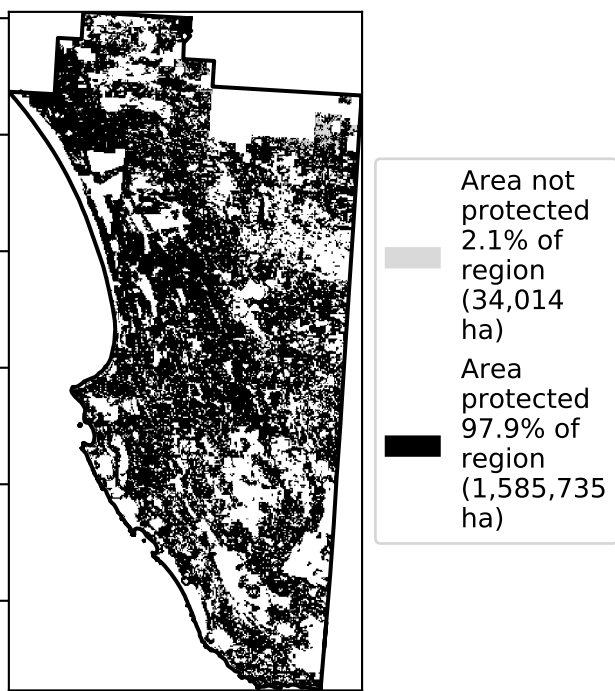 Area not
protected
2.1% of
region
(34,014
ha)
Area
protected
97.9% of
region
(1,585,735
ha)